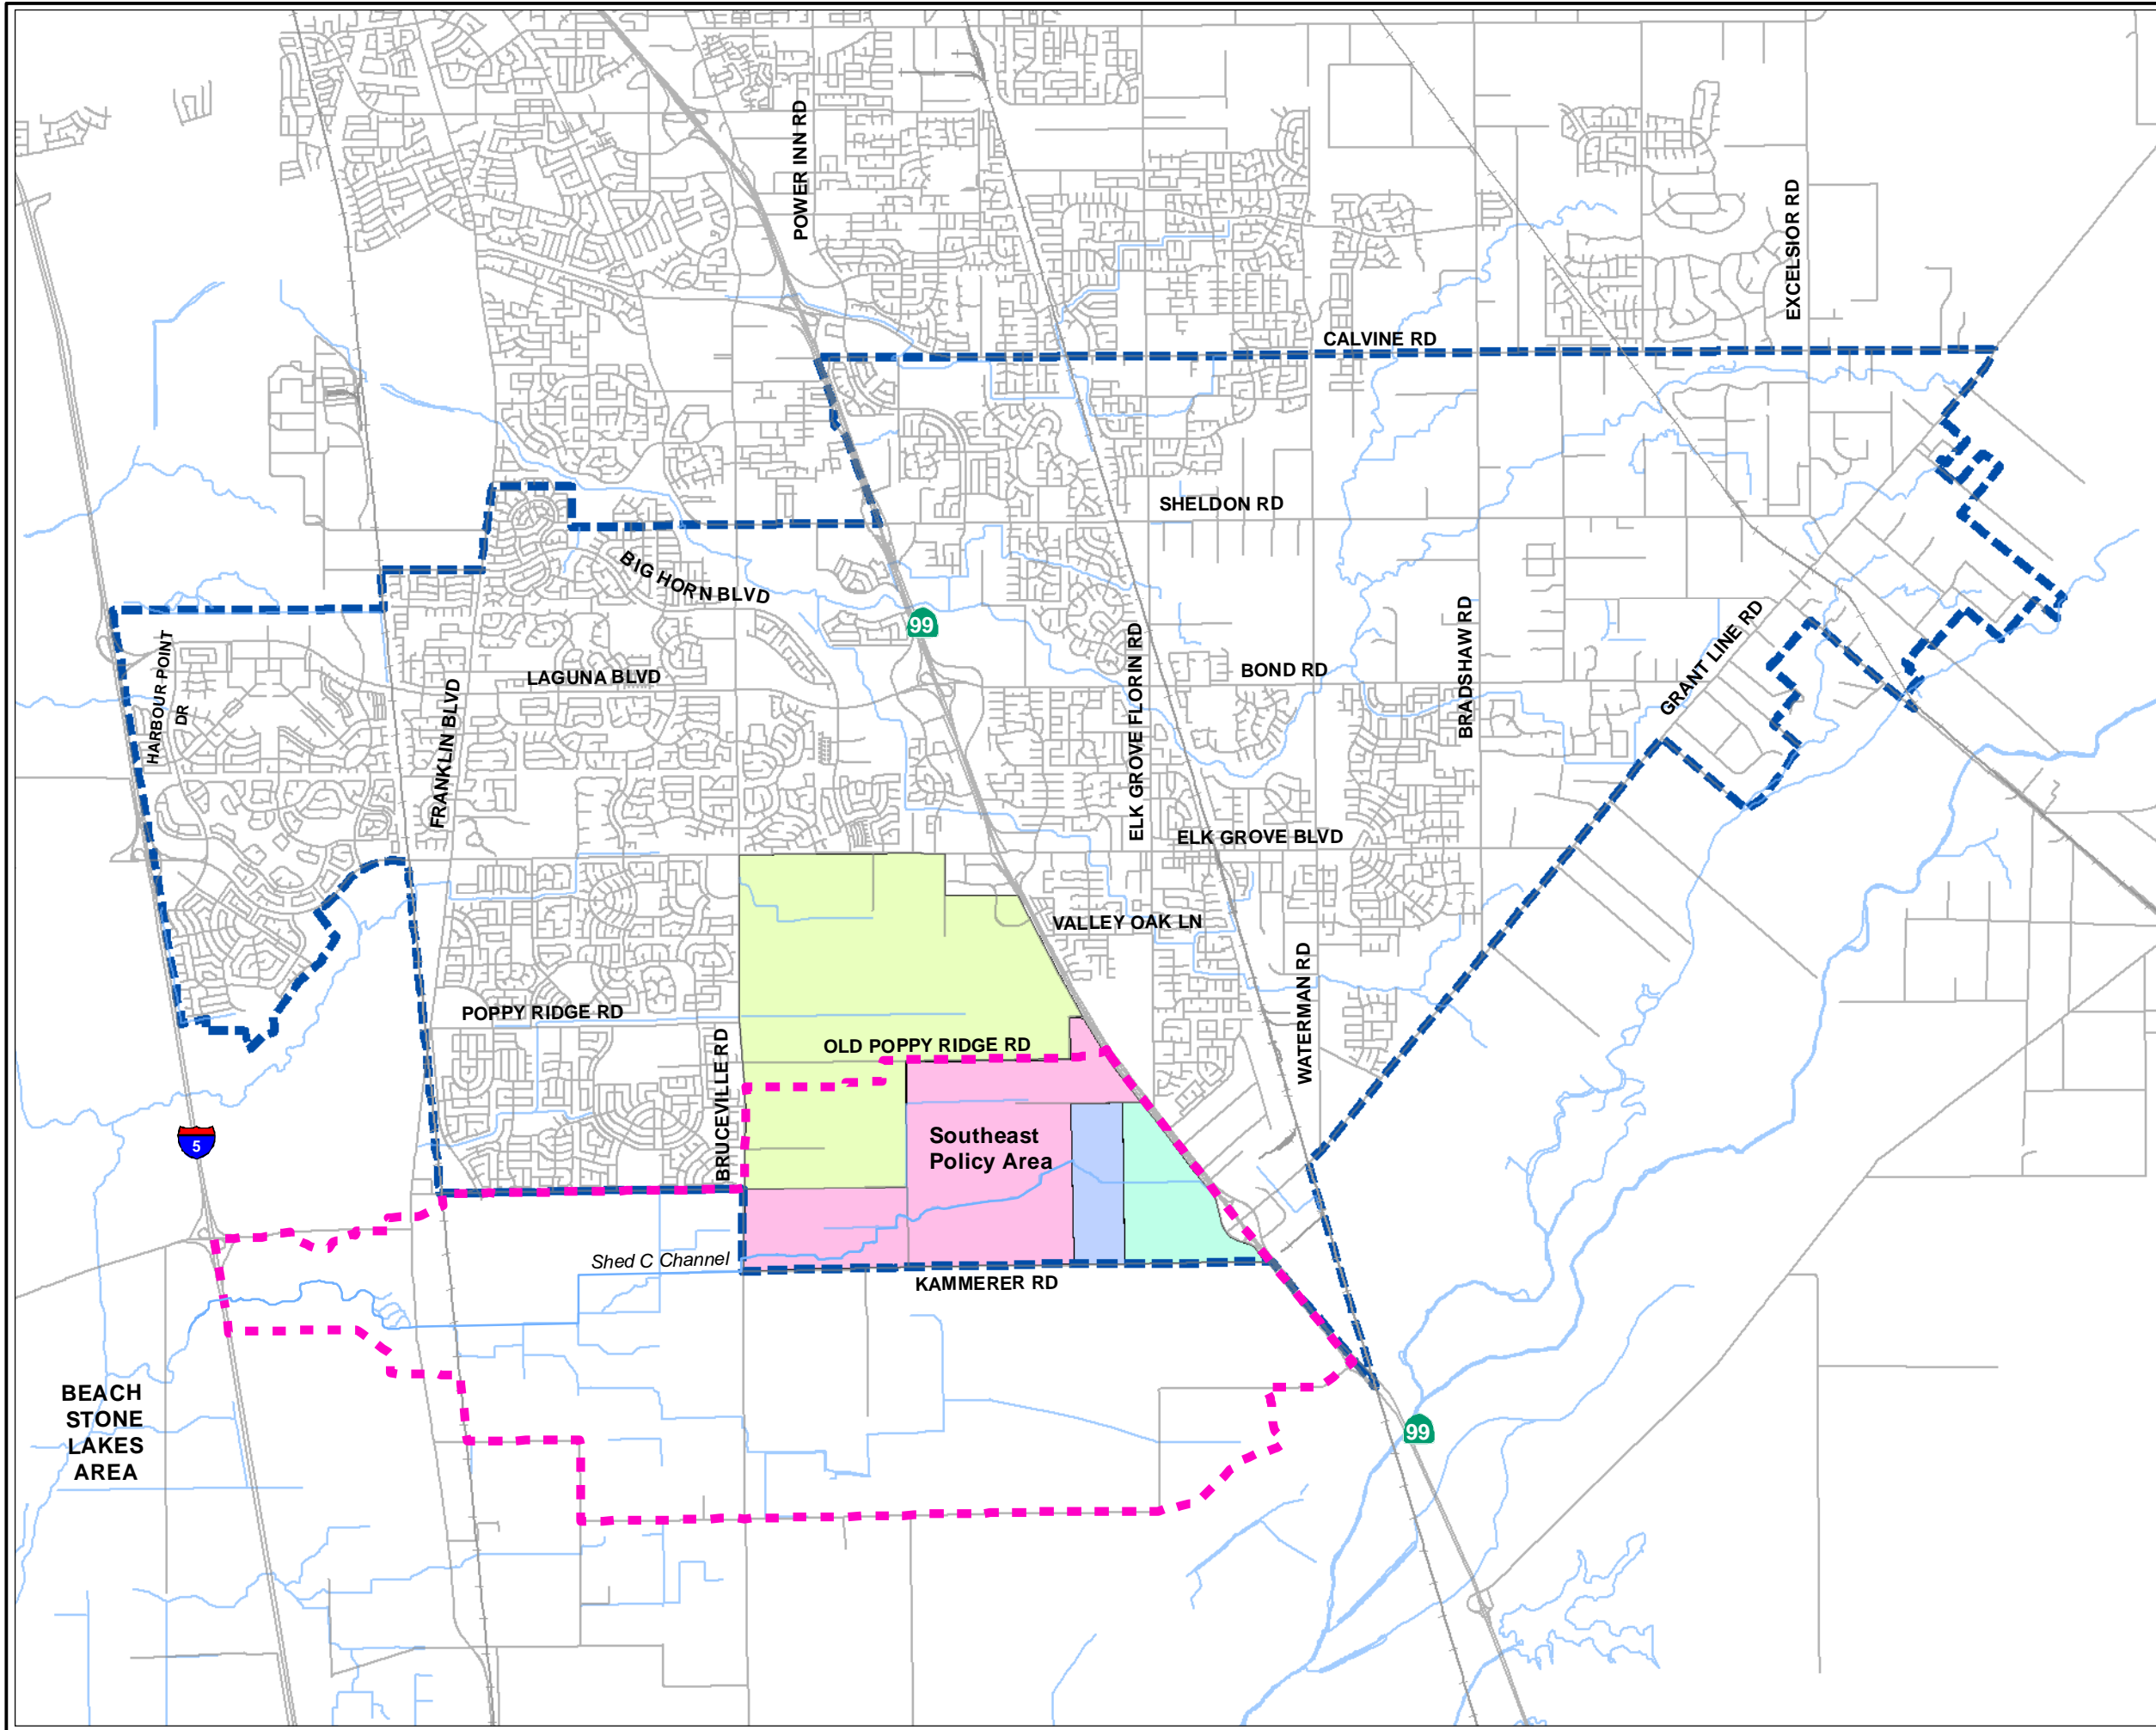 POWER INN RD
EXCELSIOR RD
CALVINE RD
SHELDON RD
BIG HORN BLVD
99
HARBOUR POINT
DR
FRANKLIN BLVD
LAGUNA BLVD
ELK GROVE FLORIN RD
BOND RD
BRADSHAW RD
GRANT LINE RD
ELK GROVE BLVD
VALLEY OAK LN
WATERMAN RD
POPPY RIDGE RD
BRUCEVILLE RD
OLD POPPY RIDGE RD
5
Southeast
Policy Area
Shed C Channel
KAMMERER RD
BEACH
STONE
LAKES
AREA
99